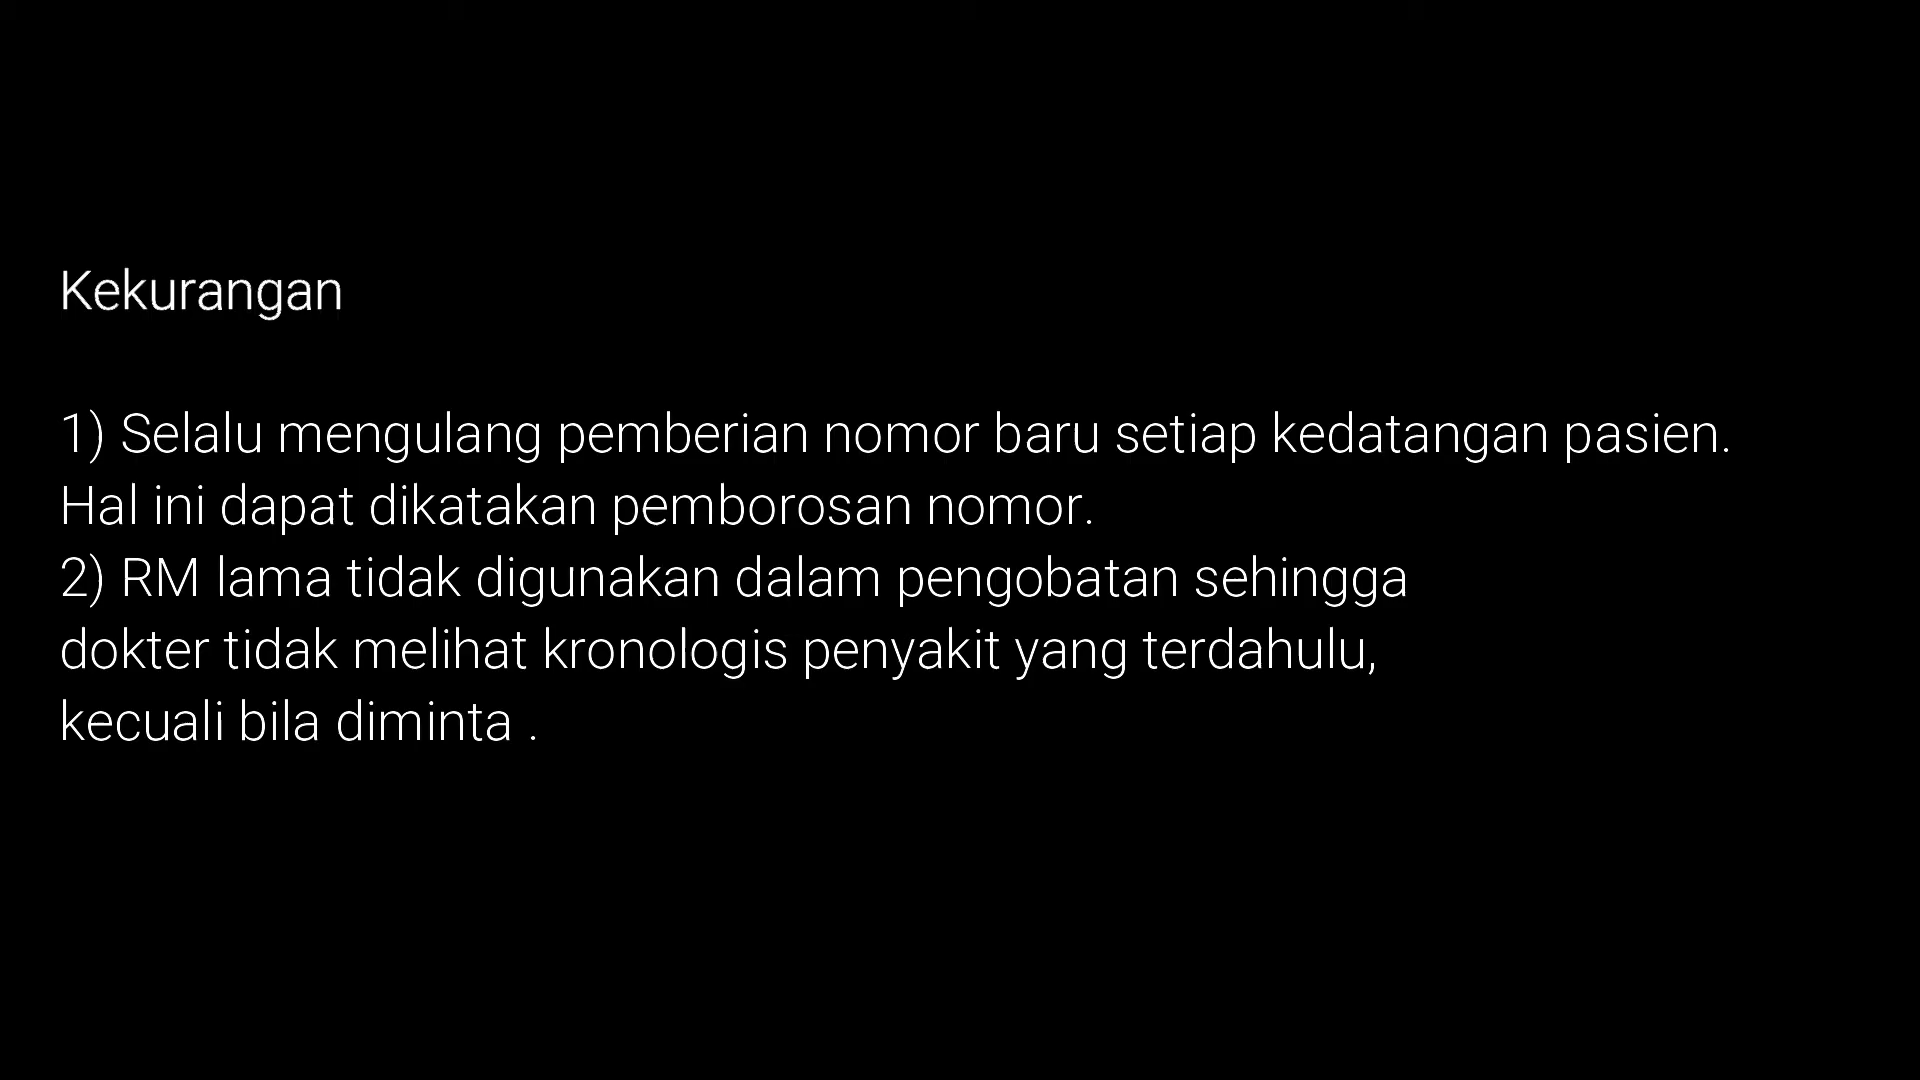 Kekurangan
1) Selalu mengulang pemberian nomor baru setiap kedatangan pasien.
Hal ini dapat dikatakan pemborosan nomor.
2) RM lama tidak digunakan dalam pengobatan sehingga
dokter tidak melihat kronologis penyakit yang terdahulu,
kecuali bila diminta .